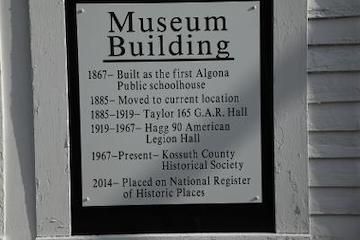 Museum
Building
1867– Built as the first Algona
Public schoolhouse
1885– Moved to current location
1885–1919– Taylor 165 G.A.R. Hall
1919–1967– Hagg 90 American
Legion Hall
1967–Present– Kossuth County
Historical Society
2014– Placed on National Register
of Historic Places